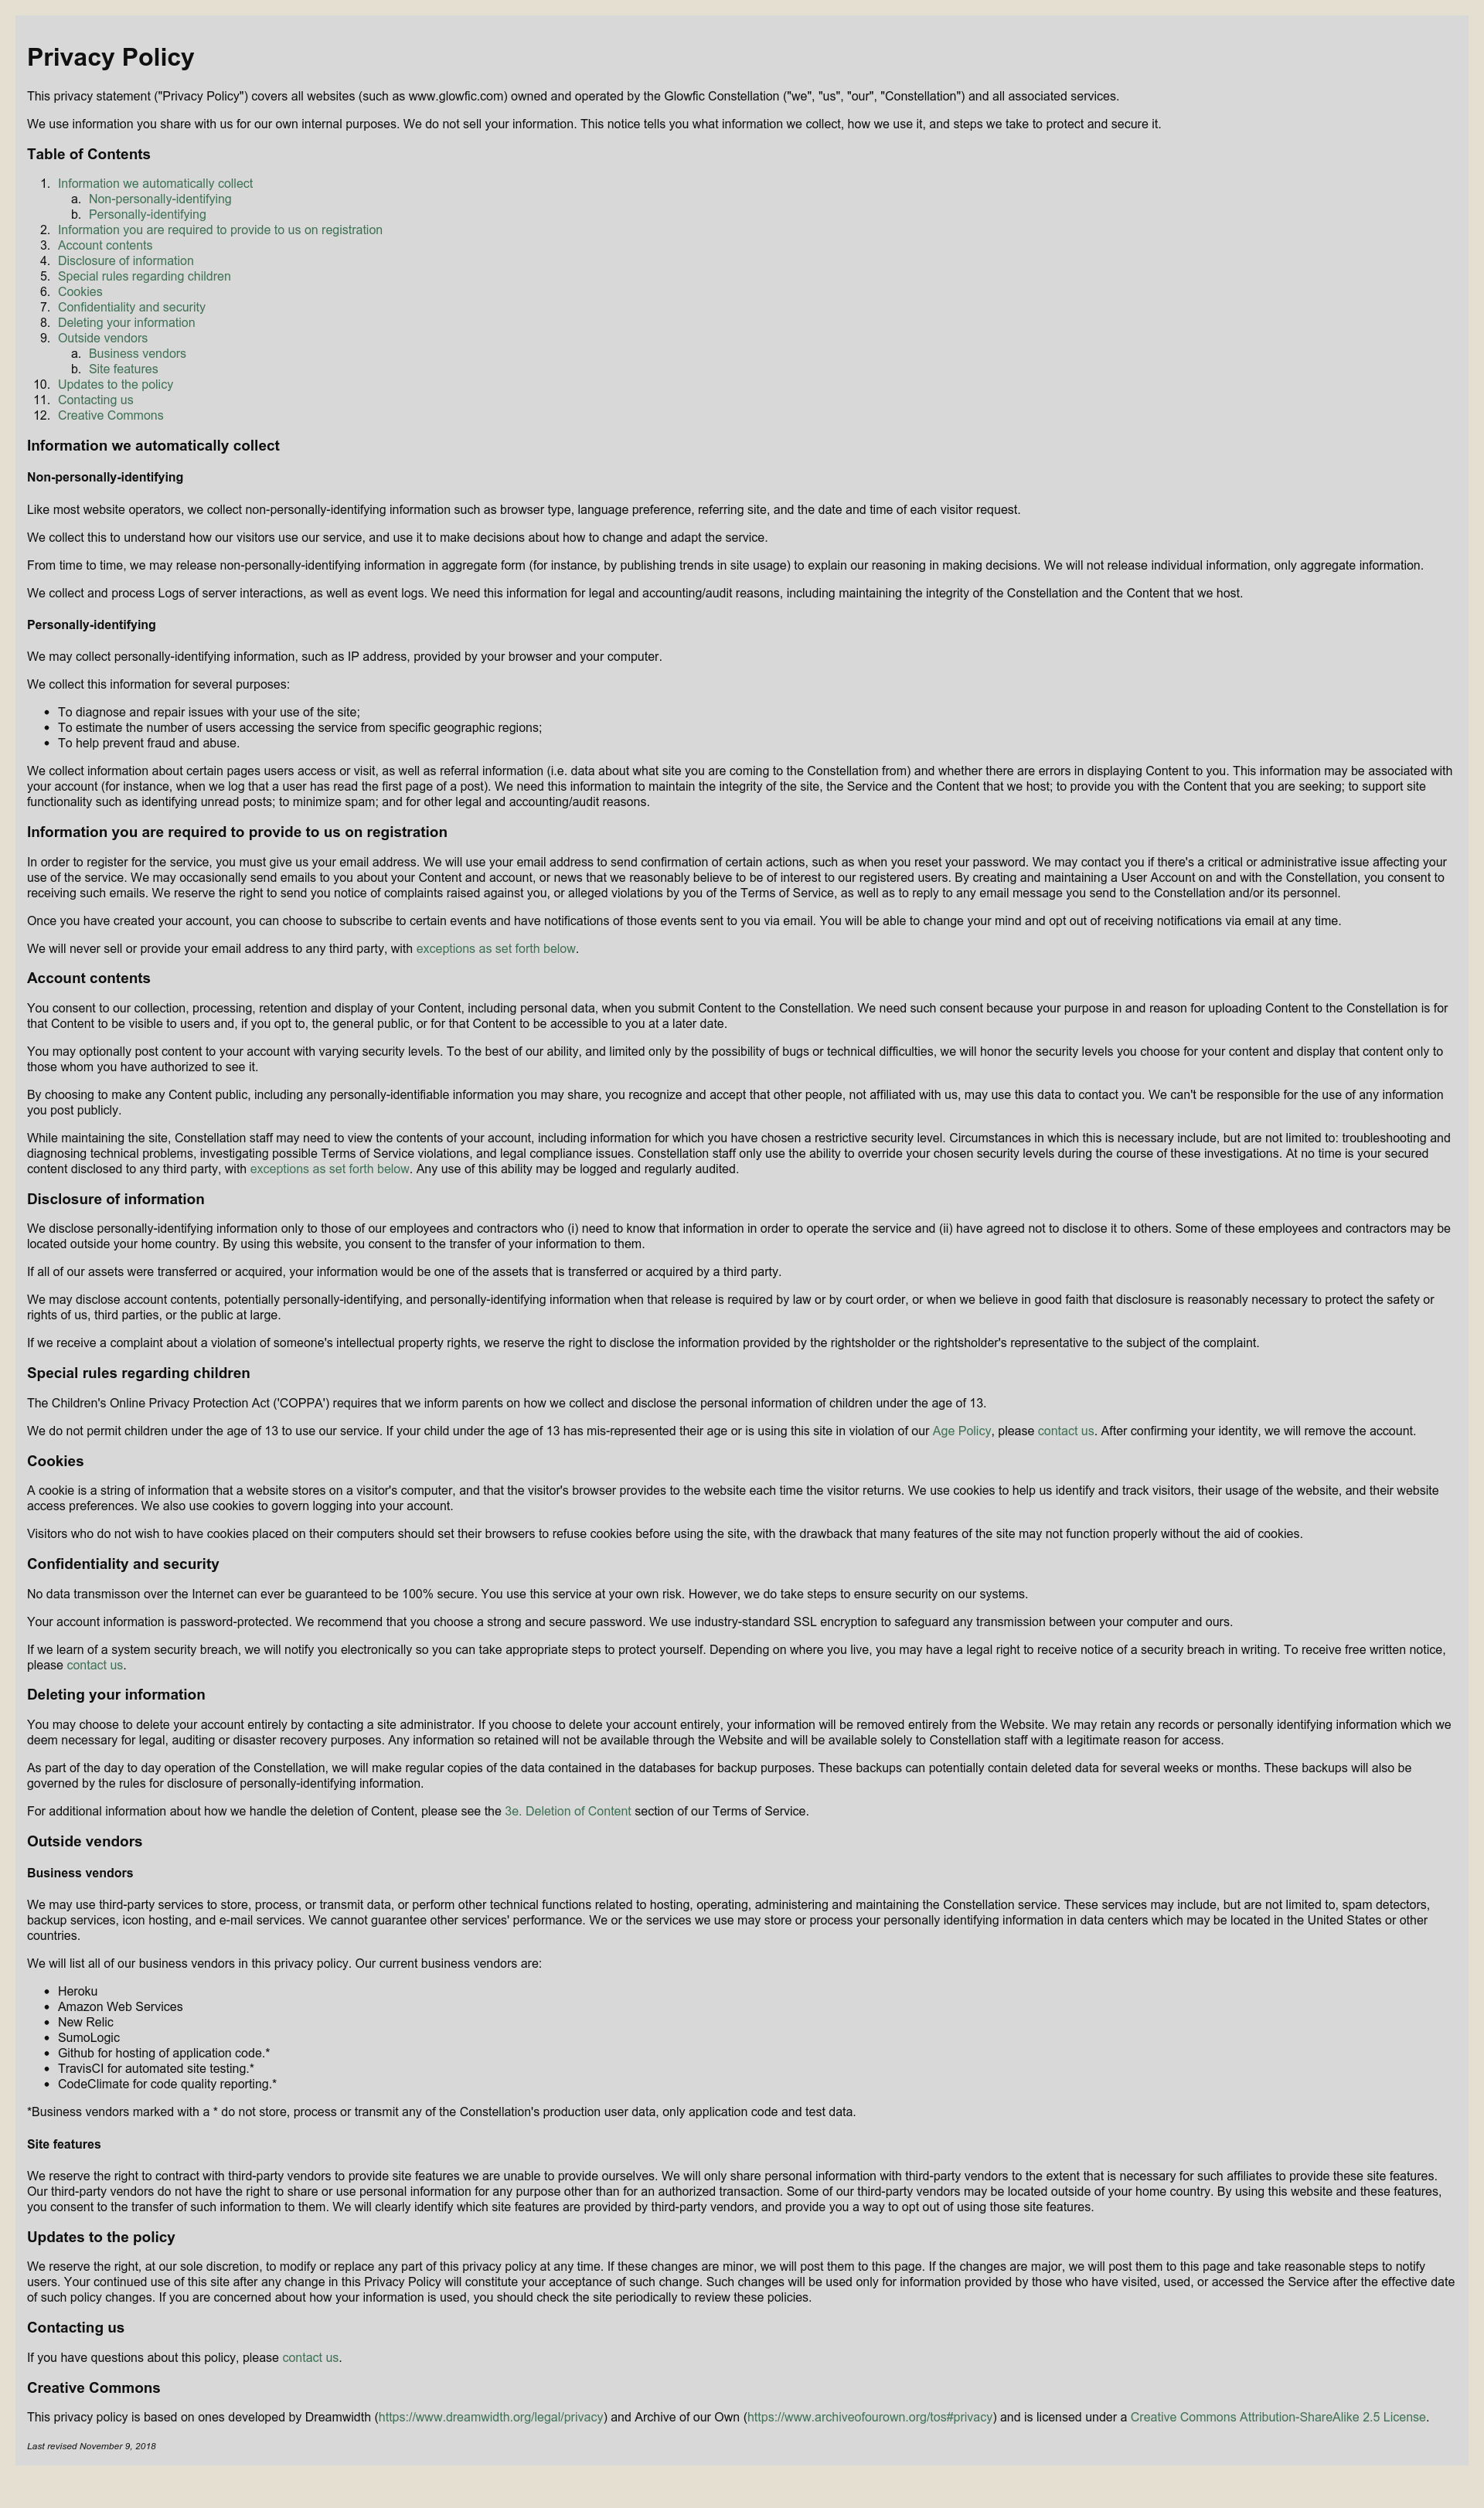 Privacy Policy
This privacy statement ("Privacy Policy") covers all websites (such as www.glowfic.com) owned and operated by the Glowfic Constellation ("we", "us", "our", "Constellation") and all associated services.
We use information you share with us for our own internal purposes. We do not sell your information. This notice tells you what information we collect, how we use it, and steps we take to protect and secure it.
Table of Contents
1. Information we automatically collect
a. Non-personally-identifying
b. Personally-identifying
2. Information you are required to provide to us on registration
3. Account contents
4. Disclosure of information
5. Special rules regarding children
6. Cookies
7. Confidentiality and security
8. Deleting your information
9. Outside vendors
a. Business vendors
b. Site features
10. Updates to the policy
11. Contacting us
12. Creative Commons
Information we automatically collect
Non-personally-identifying
Like most website operators, we collect non-personally-identifying information such as browser type, language preference, referring site, and the date and time of each visitor request.
We collect this to understand how our visitors use our service, and use it to make decisions about how to change and adapt the service.
From time to time, we may release non-personally-identifying information in aggregate form (for instance, by publishing trends in site usage) to explain our reasoning in making decisions. We will not release individual information, only aggregate information.
We collect and process Logs of server interactions, as well as event logs. We need this information for legal and accounting/audit reasons, including maintaining the integrity of the Constellation and the Content that we host.
Personally-identifying
We may collect personally-identifying information, such as IP address, provided by your browser and your computer.
We collect this information for several purposes:
• To diagnose and repair issues with your use of the site;
• To estimate the number of users accessing the service from specific geographic regions;
• To help prevent fraud and abuse.
We collect information about certain pages users access or visit, as well as referral information (i.e. data about what site you are coming to the Constellation from) and whether there are errors in displaying Content to you. This information may be associated with
your account (for instance, when we log that a user has read the first page of a post). We need this information to maintain the integrity of the site, the Service and the Content that we host; to provide you with the Content that you are seeking; to support site
functionality such as identifying unread posts; to minimize spam; and for other legal and accounting/audit reasons.
Information you are required to provide to us on registration
In order to register for the service, you must give us your email address. We will use your email address to send confirmation of certain actions, such as when you reset your password. We may contact you if there's a critical or administrative issue affecting your
use of the service. We may occasionally send emails to you about your Content and account, or news that we reasonably believe to be of interest to our registered users. By creating and maintaining a User Account on and with the Constellation, you consent to
receiving such emails. We reserve the right to send you notice of complaints raised against you, or alleged violations by you of the Terms of Service, as well as to reply to any email message you send to the Constellation and/or its personnel.
Once you have created your account, you can choose to subscribe to certain events and have notifications of those events sent to you via email. You will be able to change your mind and opt out of receiving notifications via email at any time.
We will never sell or provide your email address to any third party, with exceptions as set forth below.
Account contents
You consent to our collection, processing, retention and display of your Content, including personal data, when you submit Content to the Constellation. We need such consent because your purpose in and reason for uploading Content to the Constellation is for
that Content to be visible to users and, if you opt to, the general public, or for that Content to be accessible to you at a later date.
You may optionally post content to your account with varying security levels. To the best of our ability, and limited only by the possibility of bugs or technical difficulties, we will honor the security levels you choose for your content and display that content only to
those whom you have authorized to see it.
By choosing to make any Content public, including any personally-identifiable information you may share, you recognize and accept that other people, not affiliated with us, may use this data to contact you. We can't be responsible for the use of any information
you post publicly.
While maintaining the site, Constellation staff may need to view the contents of your account, including information for which you have chosen a restrictive security level. Circumstances in which this is necessary include, but are not limited to: troubleshooting and
diagnosing technical problems, investigating possible Terms of Service violations, and legal compliance issues. Constellation staff only use the ability to override your chosen security levels during the course of these investigations. At no time is your secured
content disclosed to any third party, with exceptions as set forth below. Any use of this ability may be logged and regularly audited.
Disclosure of information
We disclose personally-identifying information only to those of our employees and contractors who (i) need to know that information in order to operate the service and (ii) have agreed not to disclose it to others. Some of these employees and contractors may be
located outside your home country. By using this website, you consent to the transfer of your information to them.
If all of our assets were transferred or acquired, your information would be one of the assets that is transferred or acquired by a third party.
We may disclose account contents, potentially personally-identifying, and personally-identifying information when that release is required by law or by court order, or when we believe in good faith that disclosure is reasonably necessary to protect the safety or
rights of us, third parties, or the public at large.
If we receive a complaint about a violation of someone's intellectual property rights, we reserve the right to disclose the information provided by the rightsholder or the rightsholder's representative to the subject of the complaint.
Special rules regarding children
The Children's Online Privacy Protection Act ('COPPA') requires that we inform parents on how we collect and disclose the personal information of children under the age of 13.
We do not permit children under the age of 13 to use our service. If your child under the age of 13 has mis-represented their age or is using this site in violation of our Age Policy, please contact us. After confirming your identity, we will remove the account.
Cookies
A cookie is a string of information that a website stores on a visitor's computer, and that the visitor's browser provides to the website each time the visitor returns. We use cookies to help us identify and track visitors, their usage of the website, and their website
access preferences. We also use cookies to govern logging into your account.
Visitors who do not wish to have cookies placed on their computers should set their browsers to refuse cookies before using the site, with the drawback that many features of the site may not function properly without the aid of cookies.
Confidentiality and security
No data transmisson over the Internet can ever be guaranteed to be 100% secure. You use this service at your own risk. However, we do take steps to ensure security on our systems.
Your account information is password-protected. We recommend that you choose a strong and secure password. We use industry-standard SSL encryption to safeguard any transmission between your computer and ours.
If we learn of a system security breach, we will notify you electronically so you can take appropriate steps to protect yourself. Depending on where you live, you may have a legal right to receive notice of a security breach in writing. To receive free written notice,
please contact us.
Deleting your information
You may choose to delete your account entirely by contacting a site administrator. If you choose to delete your account entirely, your information will be removed entirely from the Website. We may retain any records or personally identifying information which we
deem necessary for legal, auditing or disaster recovery purposes. Any information so retained will not be available through the Website and will be available solely to Constellation staff with a legitimate reason for access.
As part of the day to day operation of the Constellation, we will make regular copies of the data contained in the databases for backup purposes. These backups can potentially contain deleted data for several weeks or months. These backups will also be
governed by the rules for disclosure of personally-identifying information.
For additional information about how we handle the deletion of Content, please see the 3e. Deletion of Content section of our Terms of Service.
Outside vendors
Business vendors
We may use third-party services to store, process, or transmit data, or perform other technical functions related to hosting, operating, administering and maintaining the Constellation service. These services may include, but are not limited to, spam detectors,
backup services, icon hosting, and e-mail services. We cannot guarantee other services' performance. We or the services we use may store or process your personally identifying information in data centers which may be located in the United States or other
countries.
We will list all of our business vendors in this privacy policy. Our current business vendors are:
• Heroku
• Amazon Web Services
• New Relic
• SumoLogic
• Github for hosting of application code.*
• TravisCI for automated site testing.*
• CodeClimate for code quality reporting.*
*Business vendors marked with a * do not store, process or transmit any of the Constellation's production user data, only application code and test data.
Site features
We reserve the right to contract with third-party vendors to provide site features we are unable to provide ourselves. We will only share personal information with third-party vendors to the extent that is necessary for such affiliates to provide these site features.
Our third-party vendors do not have the right to share or use personal information for any purpose other than for an authorized transaction. Some of our third-party vendors may be located outside of your home country. By using this website and these features,
you consent to the transfer of such information to them. We will clearly identify which site features are provided by third-party vendors, and provide you a way to opt out of using those site features.
Updates to the policy
We reserve the right, at our sole discretion, to modify or replace any part of this privacy policy at any time. If these changes are minor, we will post them to this page. If the changes are major, we will post them to this page and take reasonable steps to notify
users. Your continued use of this site after any change in this Privacy Policy will constitute your acceptance of such change. Such changes will be used only for information provided by those who have visited, used, or accessed the Service after the effective date
of such policy changes. If you are concerned about how your information is used, you should check the site periodically to review these policies.
Contacting us
If you have questions about this policy, please contact us.
Creative Commons
This privacy policy is based on ones developed by Dreamwidth (https://www.dreamwidth.org/legal/privacy) and Archive of our Own (https://www.archiveofourown.org/tos#privacy) and is licensed under a Creative Commons Attribution-ShareAlike 2.5 License.
Last revised November 9, 2018